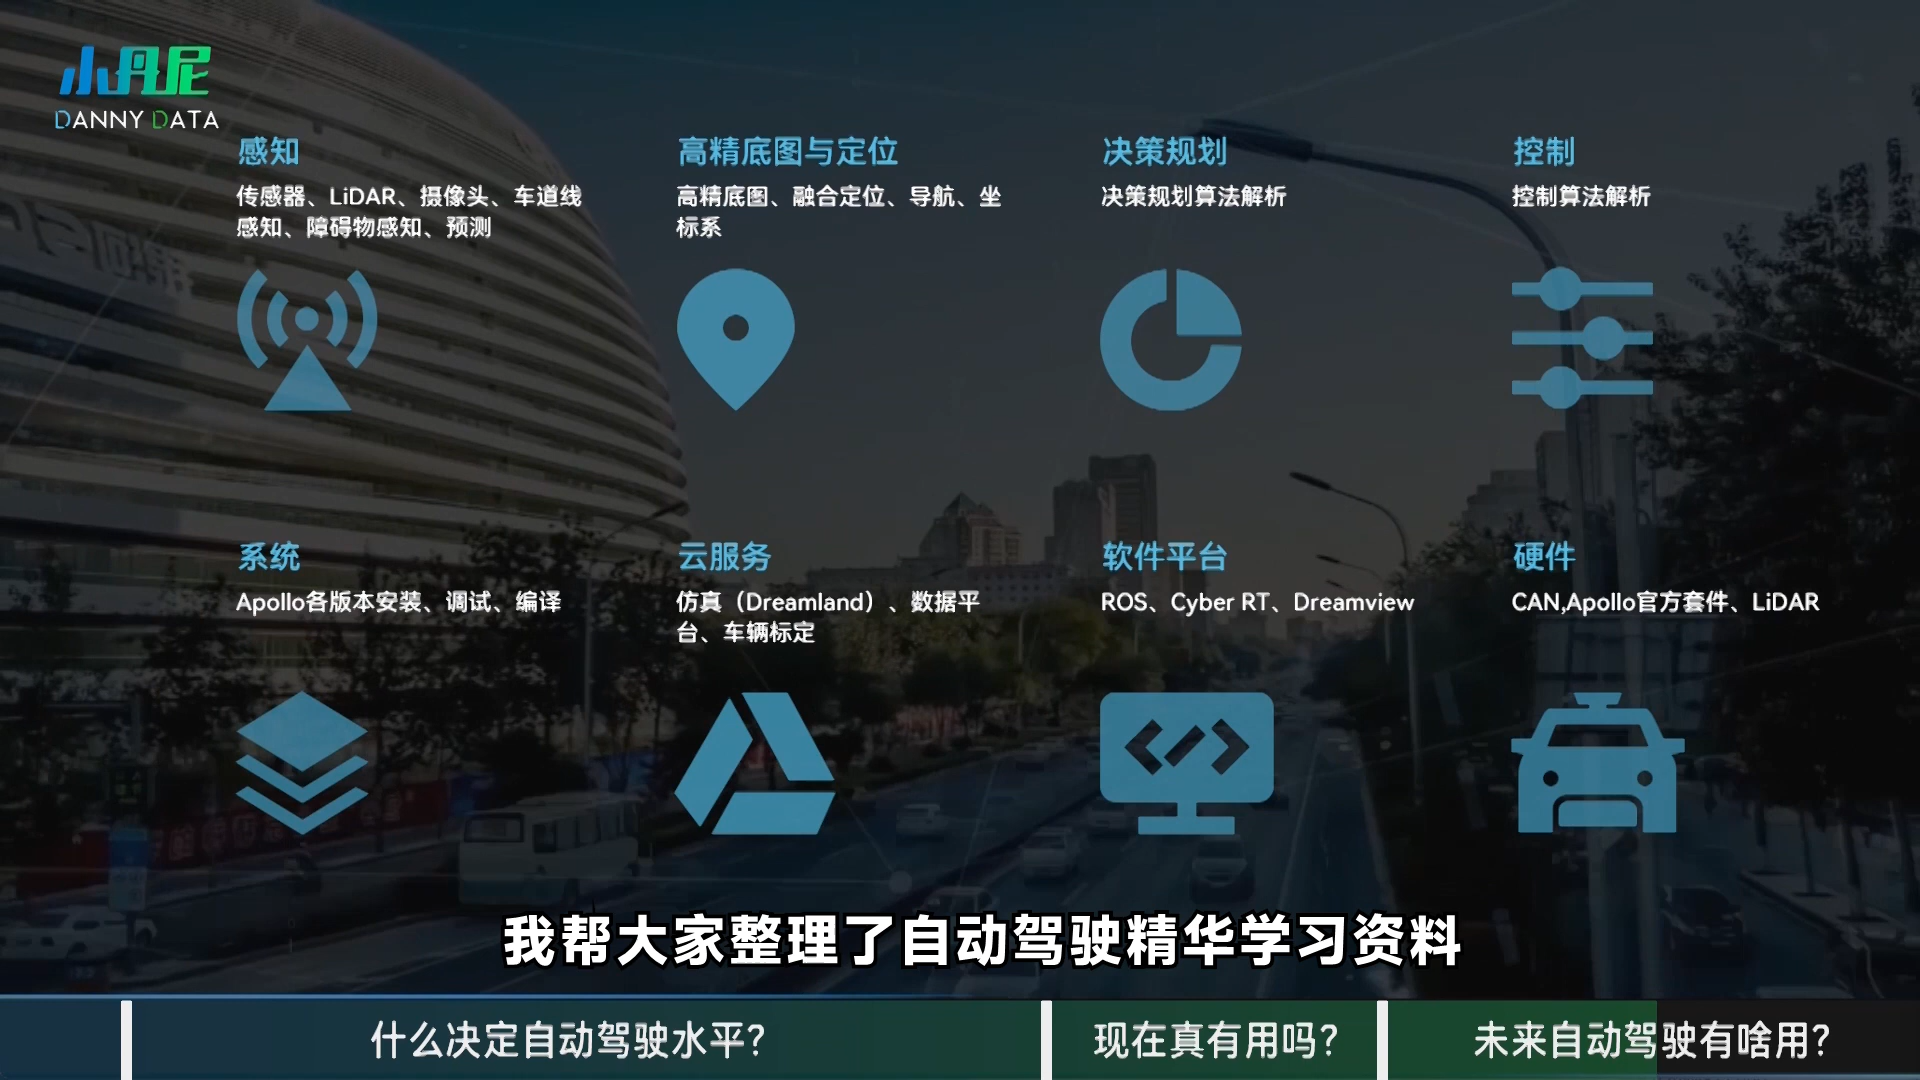 小丹尼
DANNY DATA
感知
传感器、LiDAR、摄像头、车道线
感知、障碍物感知、预测
高精底图与定位
高精底图、融合定位、导航、坐
标系
决策规划
决策规划算法解析
控制
控制算法解析
系统
Apollo各版本安装、调试、编译
云服务
仿真（Dreamland）、数据平
台、车辆标定
软件平台
ROS、Cyber RT、Dreamview
硬件
CAN,Apollo官方套件、LiDAR
我帮大家整理了自动驾驶精华学习资料
什么决定自动驾驶水平?
现在真有用吗?
未来自动驾驶有啥用?